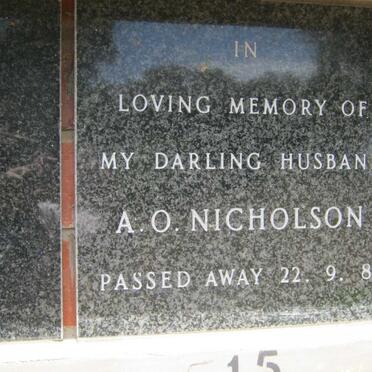 IN
LOVING MEMORY OF
MY DARLING HUSBAN
A. O. NICHOLSON
PASSED AWAY 22. 9. 8
15